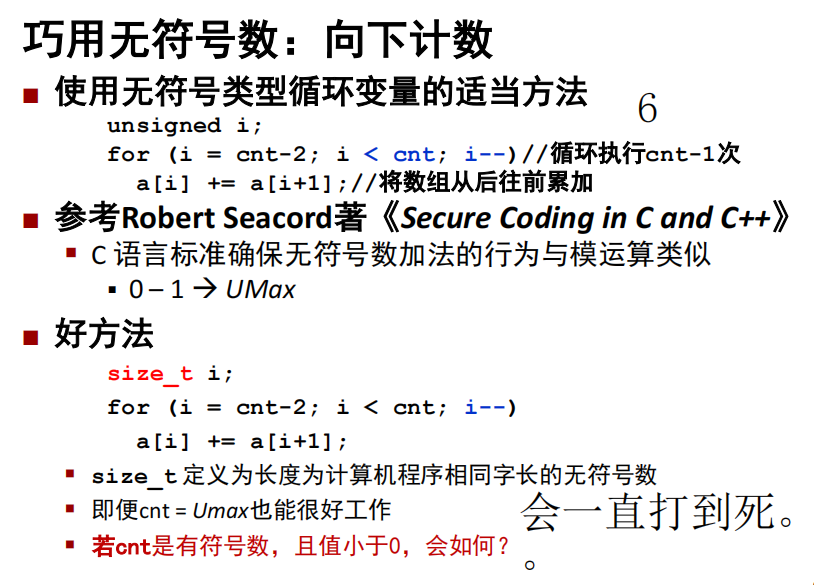 巧用无符号数：向下计数
■ 使用无符号类型循环变量的适当方法
6
unsigned i;
for (i = cnt-2; i < cnt; i--)//循环执行cnt-1次
a[i] += a[i+1];//将数组从后往前累加
■ 参考Robert Seacord著《Secure Coding in C and C++》
▪ C 语言标准确保无符号数加法的行为与模运算类似
▪ 0 – 1 → UMax
■ 好方法
size_t i;
for (i = cnt-2; i < cnt; i--)
a[i] += a[i+1];
▪ size_t 定义为长度为计算机程序相同字长的无符号数
▪ 即便cnt = Umax也能很好工作
会一直打到死。
▪ 若cnt是有符号数，且值小于0，会如何？
。